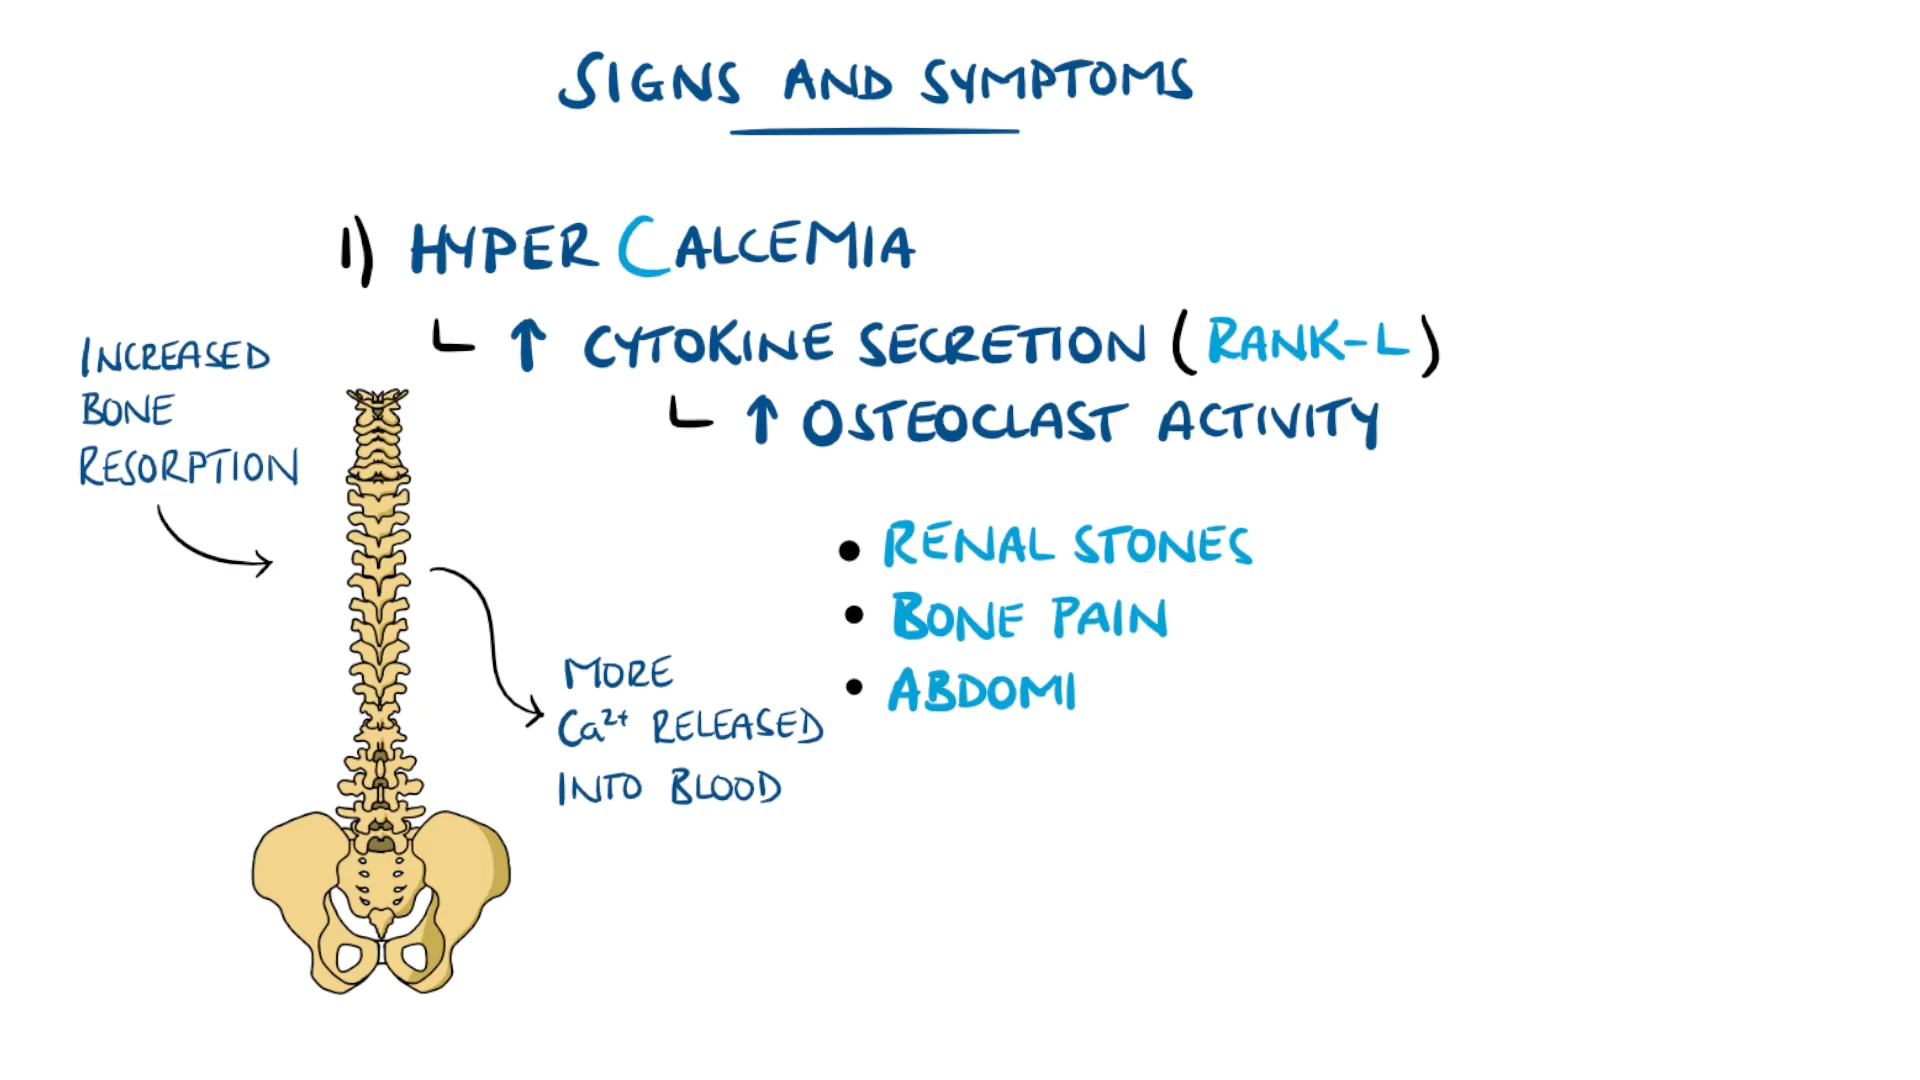 SIGNS AND SYMPTOMS
1) HYPER CALCEMIA
↑ CYTOKINE SECRETION (RANK-L)
↑ OSTEOCLAST ACTIVITY
INCREASED
BONE
RESORPTION
MORE
Ca²⁺ RELEASED
INTO BLOOD
• RENAL STONES
• BONE PAIN
• ABDOMI